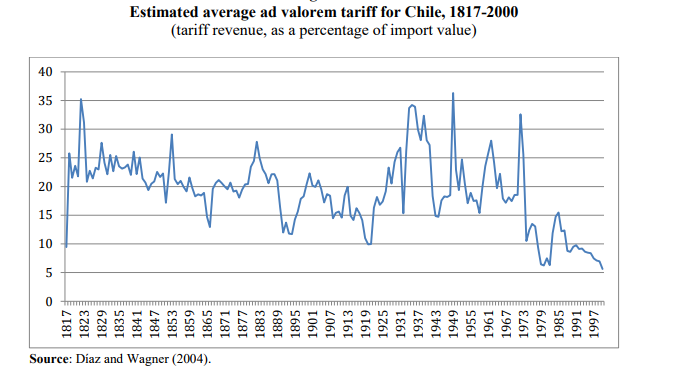 Estimated average ad valorem tariff for Chile, 1817-2000
(tariff revenue, as a percentage of import value)
40
35
30
25
20
15
10
5
0
1817 1823 1829 1835 1841 1847 1853 1859 1865 1871 1877 1883 1889 1895 1901 1907 1913 1919 1925 1931 1937 1943 1949 1955 1961 1967 1973 1979 1985 1991 1997
Source: Díaz and Wagner (2004).